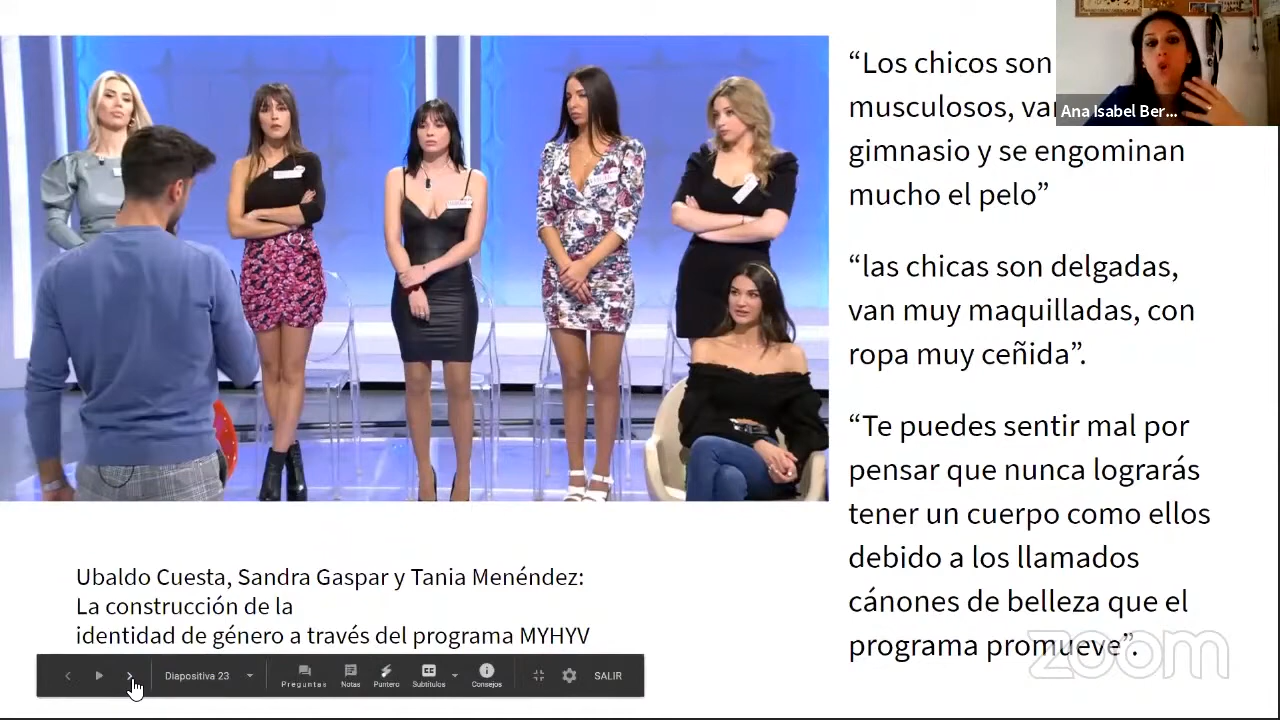 “Los chicos son
musculosos, va
gimnasio y se engominan
mucho el pelo”
“las chicas son delgadas,
van muy maquilladas, con
ropa muy ceñida”.
“Te puedes sentir mal por
pensar que nunca lograrás
tener un cuerpo como ellos
debido a los llamados
cánones de belleza que el
programa promueve”.
Ana Isabel Ber...
Ubaldo Cuesta, Sandra Gaspar y Tania Menéndez:
La construcción de la
identidad de género a través del programa MYHYV
Diapositiva 23
Preguntas
Notas
Puntero
Subtítulos
Consejos
SALIR
zoom